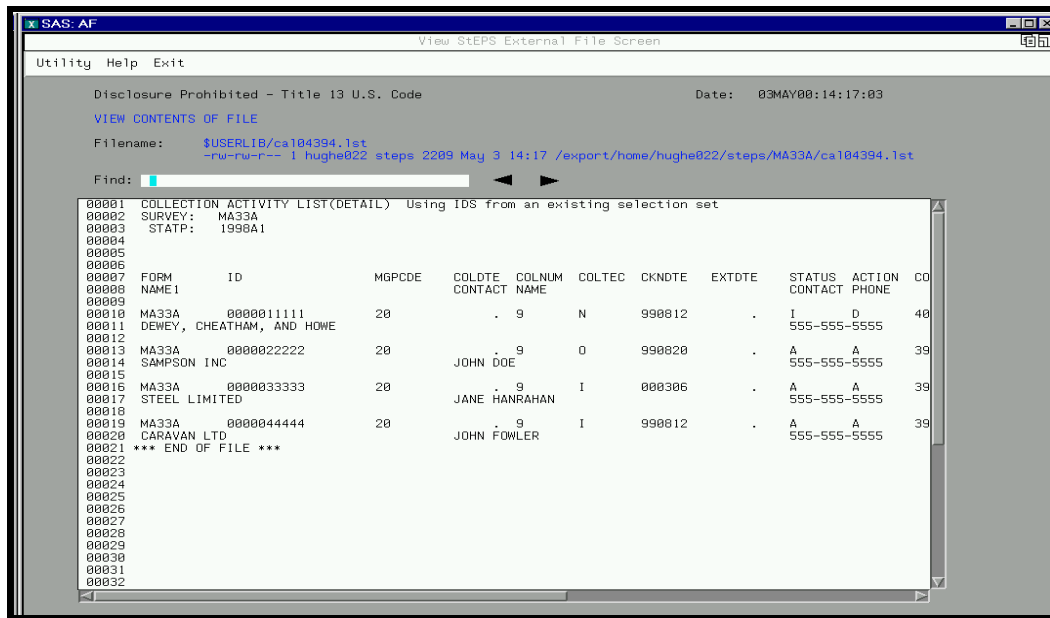 SAS: AF
View StEPS External File Screen
Utility Help Exit
Disclosure Prohibited - Title 13 U.S. Code Date: 03MAY00:14:17:03
VIEW CONTENTS OF FILE
Filename: $USERLIB/cal04394.lst
-rw-rw-r-- 1 hughe022 steps 2209 May 3 14:17 /export/home/hughe022/steps/MA33A/cal04394.lst
Find:
00001 COLLECTION ACTIVITY LIST(DETAIL) Using IDS from an existing selection set
00002 SURVEY: MA33A
00003 STATP: 1998A1
00004
00005
00006
00007 FORM ID MGPCDE COLDTE COLNUM COLTEC CKNDTE EXTDTE STATUS ACTION CO
00008 NAME1 CONTACT NAME CONTACT PHONE
00009
00010 MA33A 0000011111 20 . 9 N 990812 . I D 40
00011 DEWEY, CHEATHAM, AND HOWE 555-555-5555
00012
00013 MA33A 0000022222 20 . 9 O 990820 . A A 39
00014 SAMPSON INC JOHN DOE 555-555-5555
00015
00016 MA33A 0000033333 20 . 9 I 000306 . A A 39
00017 STEEL LIMITED JANE HANRAHAN 555-555-5555
00018
00019 MA33A 0000044444 20 . 9 I 990812 . A A 39
00020 CARAVAN LTD JOHN FOWLER 555-555-5555
00021 *** END OF FILE ***
00022
00023
00024
00025
00026
00027
00028
00029
00030
00031
00032